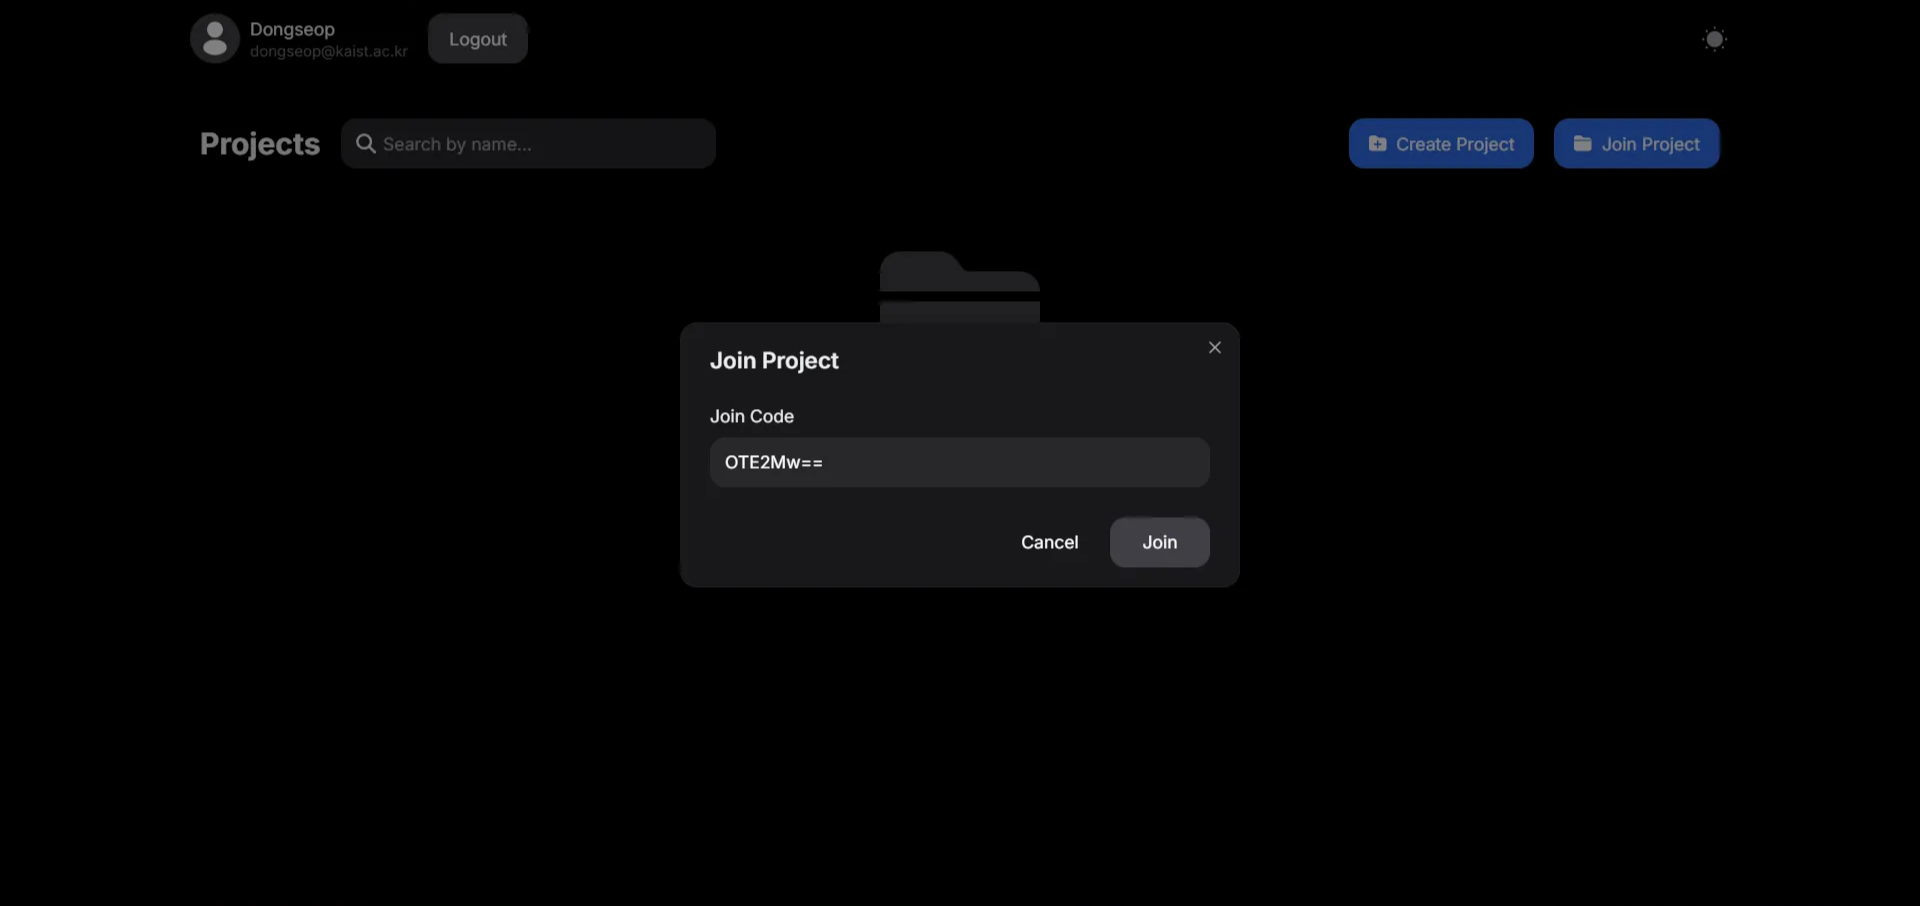 Dongseop
dongseop@kaist.ac.kr
Logout
Projects
Search by name...
Create Project
Join Project
Join Project
Join Code
OTE2Mw==
Cancel
Join